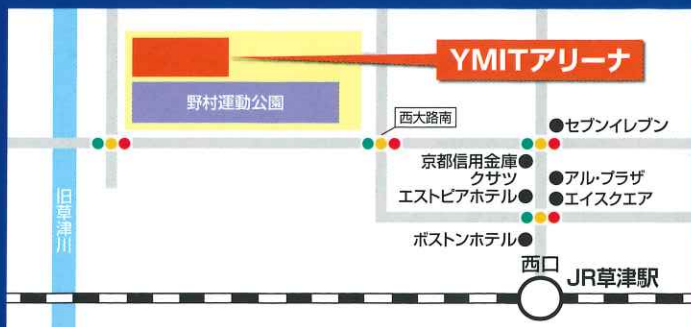 YMITアリーナ
野村運動公園
西大路南
セブンイレブン
京都信用金庫
クサツ
エストピアホテル
アル・プラザ
エイスクエア
ボストンホテル
旧草津川
西口
JR草津駅